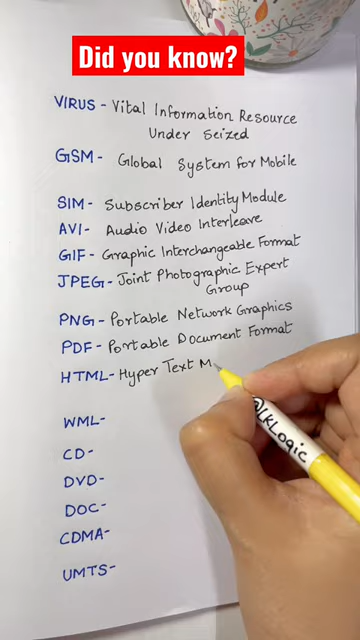 Did you know?
VIRUS - Vital Information Resource
Under Seized
GSM - Global System for Mobile
SIM - Subscriber Identity Module
AVI - Audio Video Interleave
GIF - Graphic Interchangeable Format
JPEG - Joint Photographic Expert
Group
PNG - Portable Network Graphics
PDF - Portable Document Format
HTML - Hyper Text M
@LkLogic
WML-
CD-
DVD-
DOC-
CDMA-
UMTS-